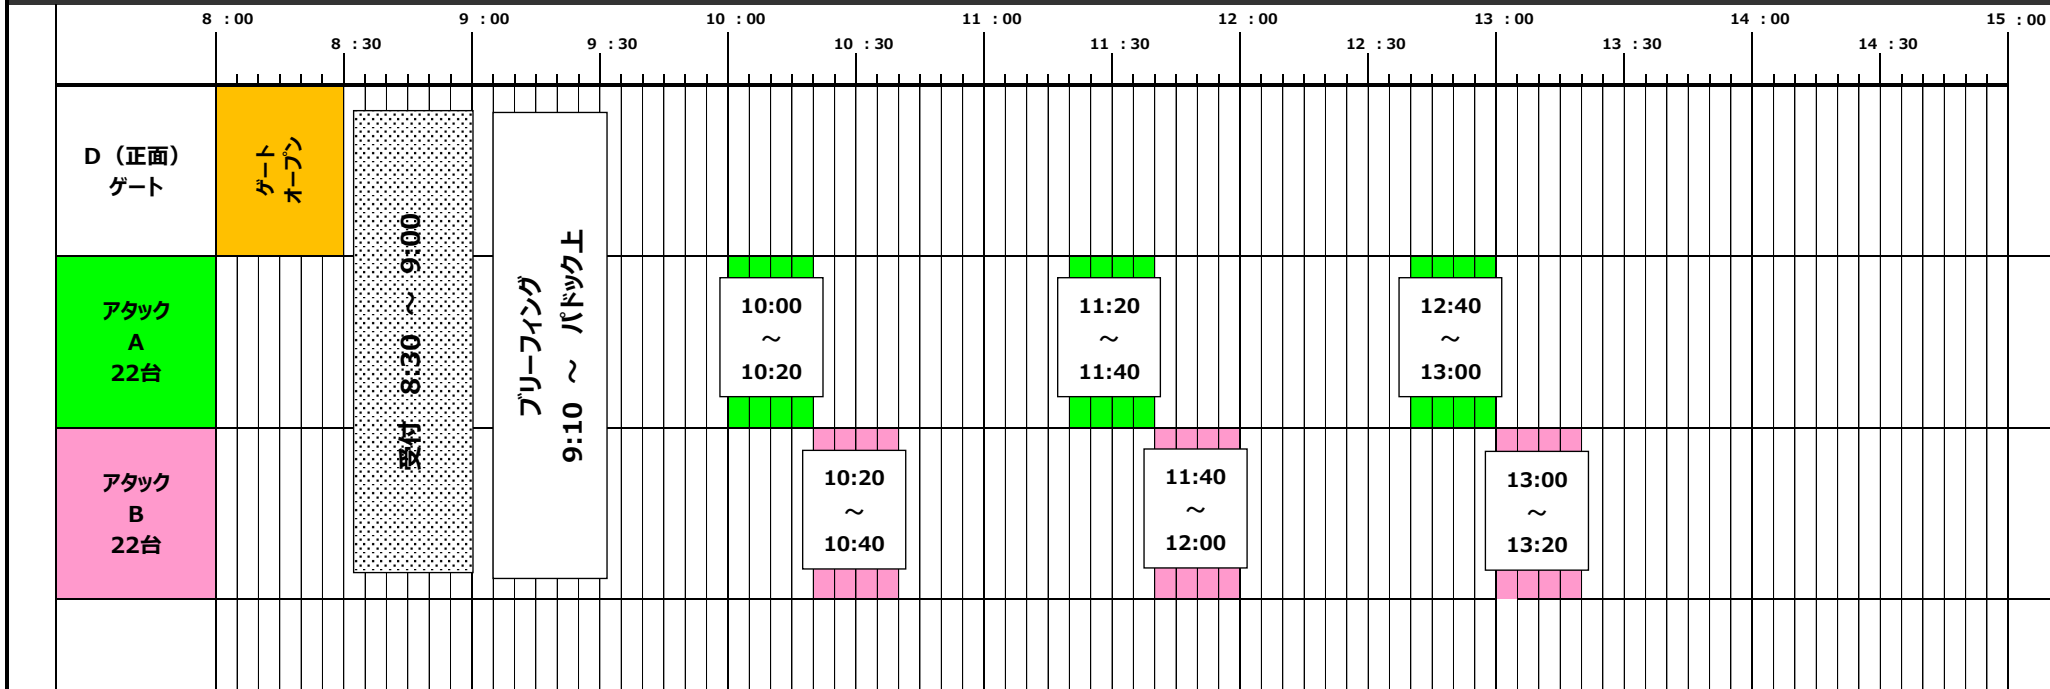 8 :00
9 :00
10 :00
11 :00
12 :00
13 :00
14 :00
15 :00
8 :30
9 :30
10 :30
11 :30
12 :30
13 :30
14 :30
D（正面）
ゲート
ゲート
オープン
受付 8:30 ～ 9:00
ブリーフィング
9:10 ～ パドック上
アタック
A
22台
10:00
～
10:20
11:20
～
11:40
12:40
～
13:00
アタック
B
22台
10:20
～
10:40
11:40
～
12:00
13:00
～
13:20